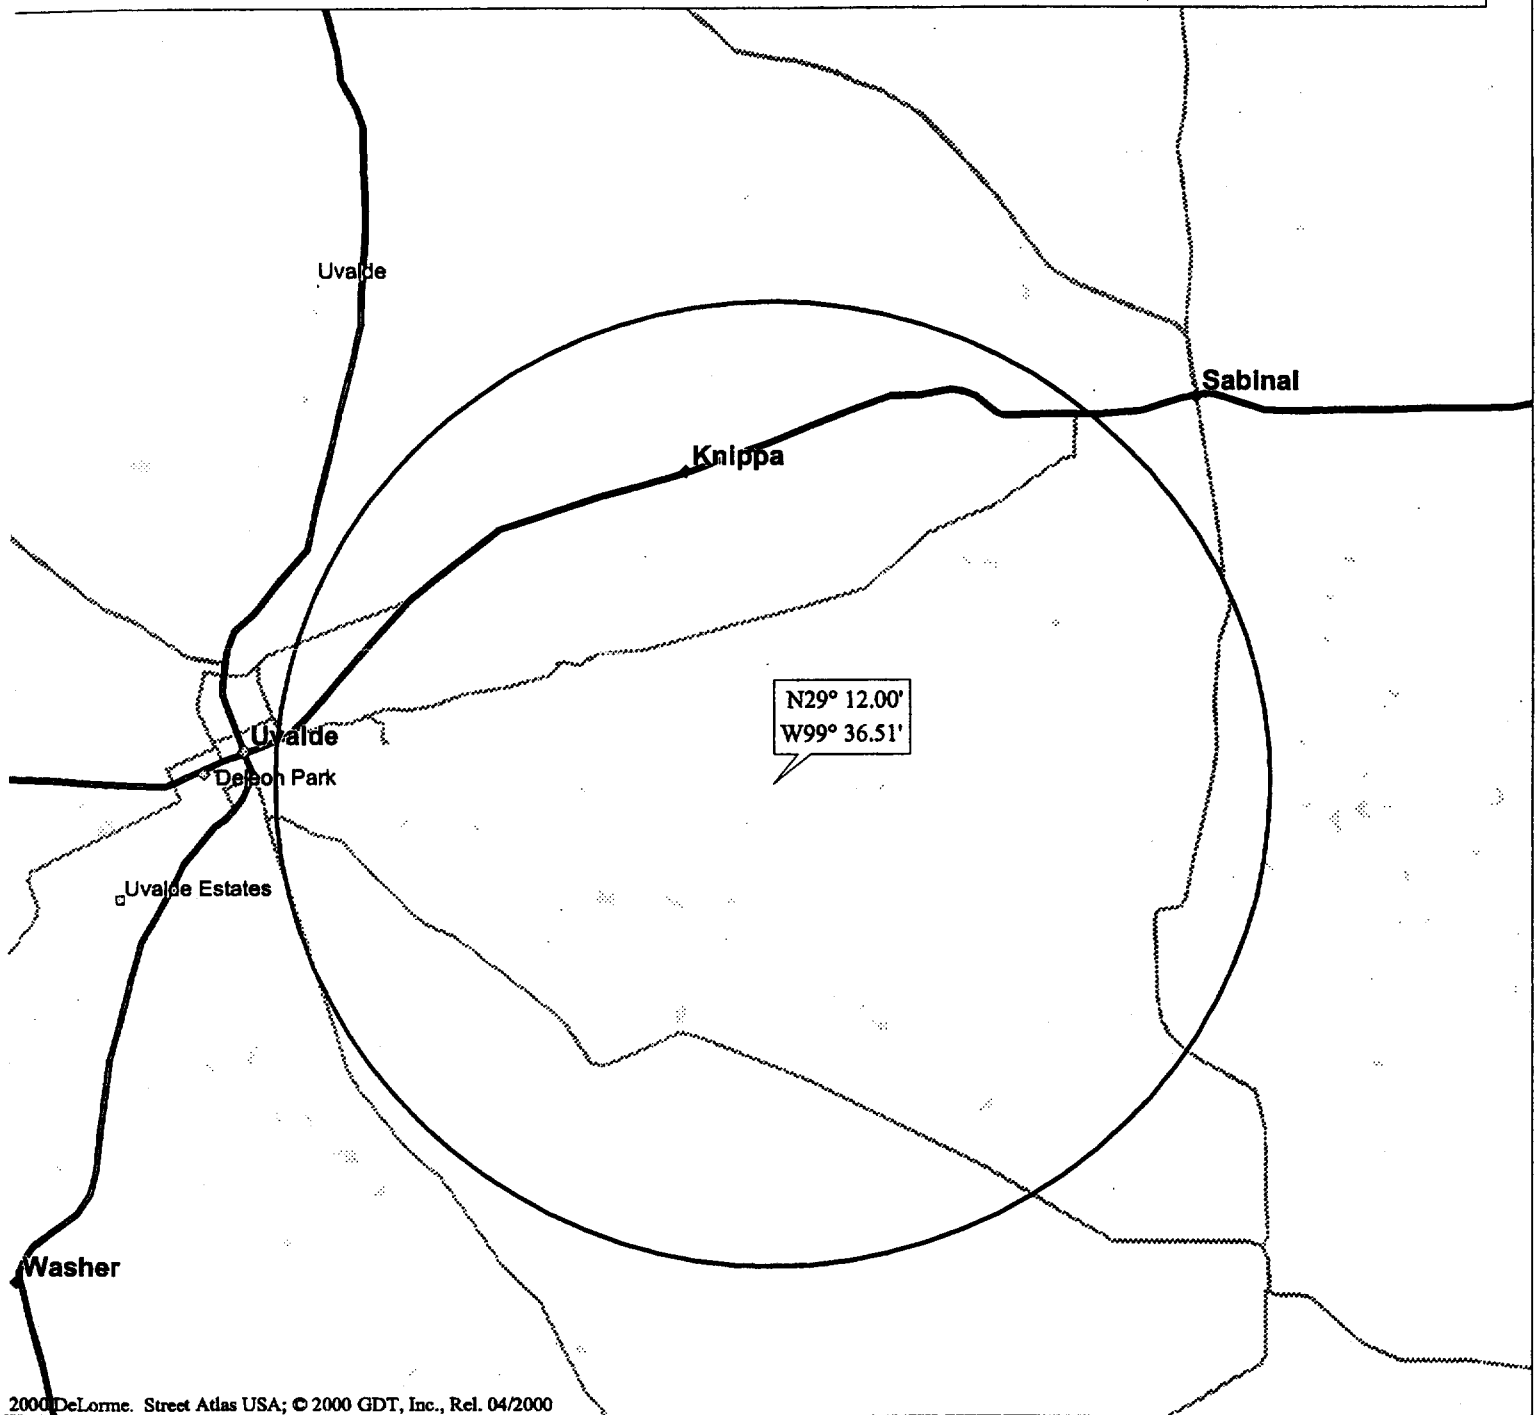 Uvalde
Sabinal
Knippa
N29° 12.00'
W99° 36.51'
Uvalde
Deleon Park
Uvalde Estates
Washer
2000 DeLorme. Street Atlas USA; © 2000 GDT, Inc., Rel. 04/2000